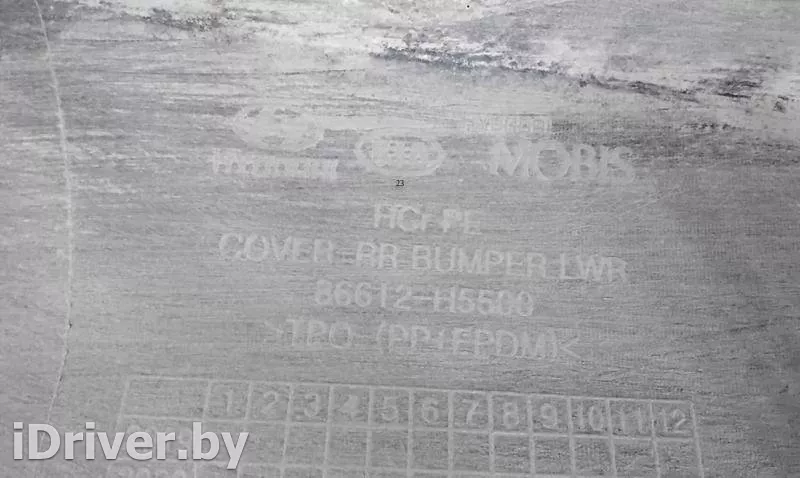 HYUNDAI KIA MOBIS
23
HCr PE
COVER-RR BUMPER LWR
86612-H5500
>TPO-(PP+EPDM)<
1 2 3 4 5 6 7 8 9 10 11 12
iDriver.by